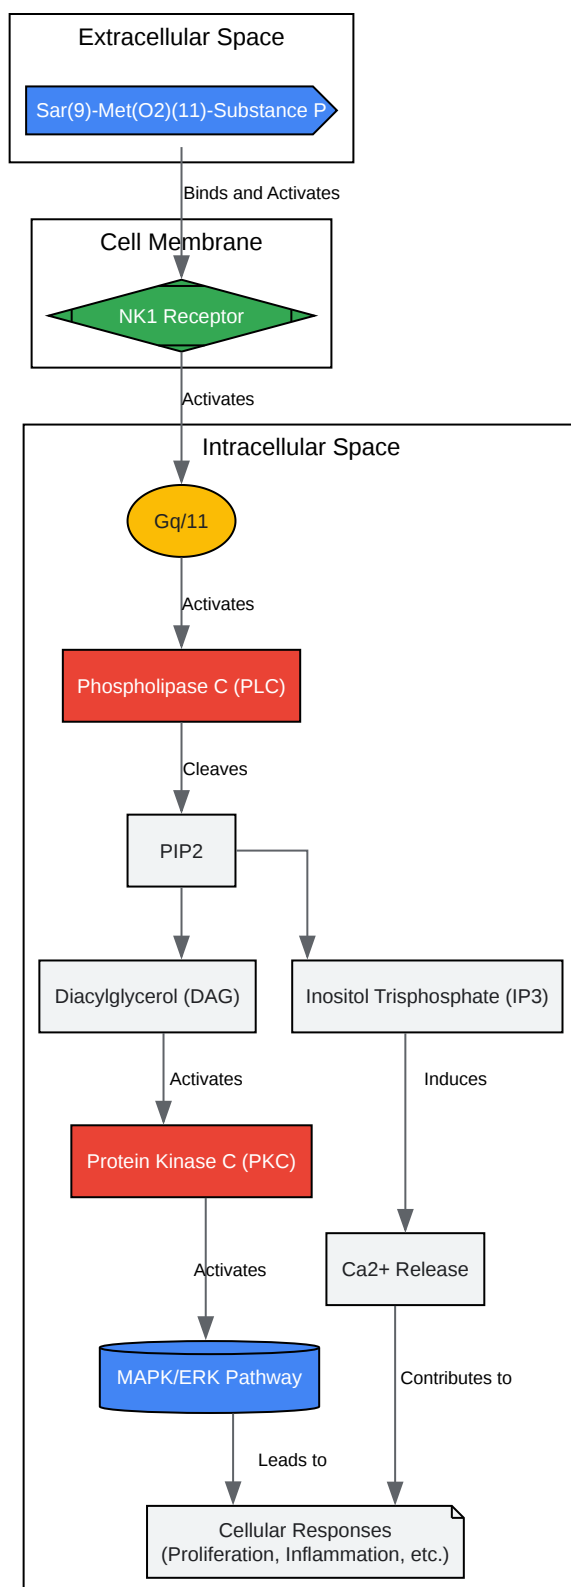 Extracellular Space
Sar(9)-Met(O2)(11)-Substance P
Binds and Activates
Cell Membrane
NK1 Receptor
Activates
Intracellular Space
Gq/11
Activates
Phospholipase C (PLC)
Cleaves
PIP2
Diacylglycerol (DAG)
Inositol Trisphosphate (IP3)
Activates
Induces
Protein Kinase C (PKC)
Activates
Ca2+ Release
MAPK/ERK Pathway
Contributes to
Leads to
Cellular Responses
(Proliferation, Inflammation, etc.)